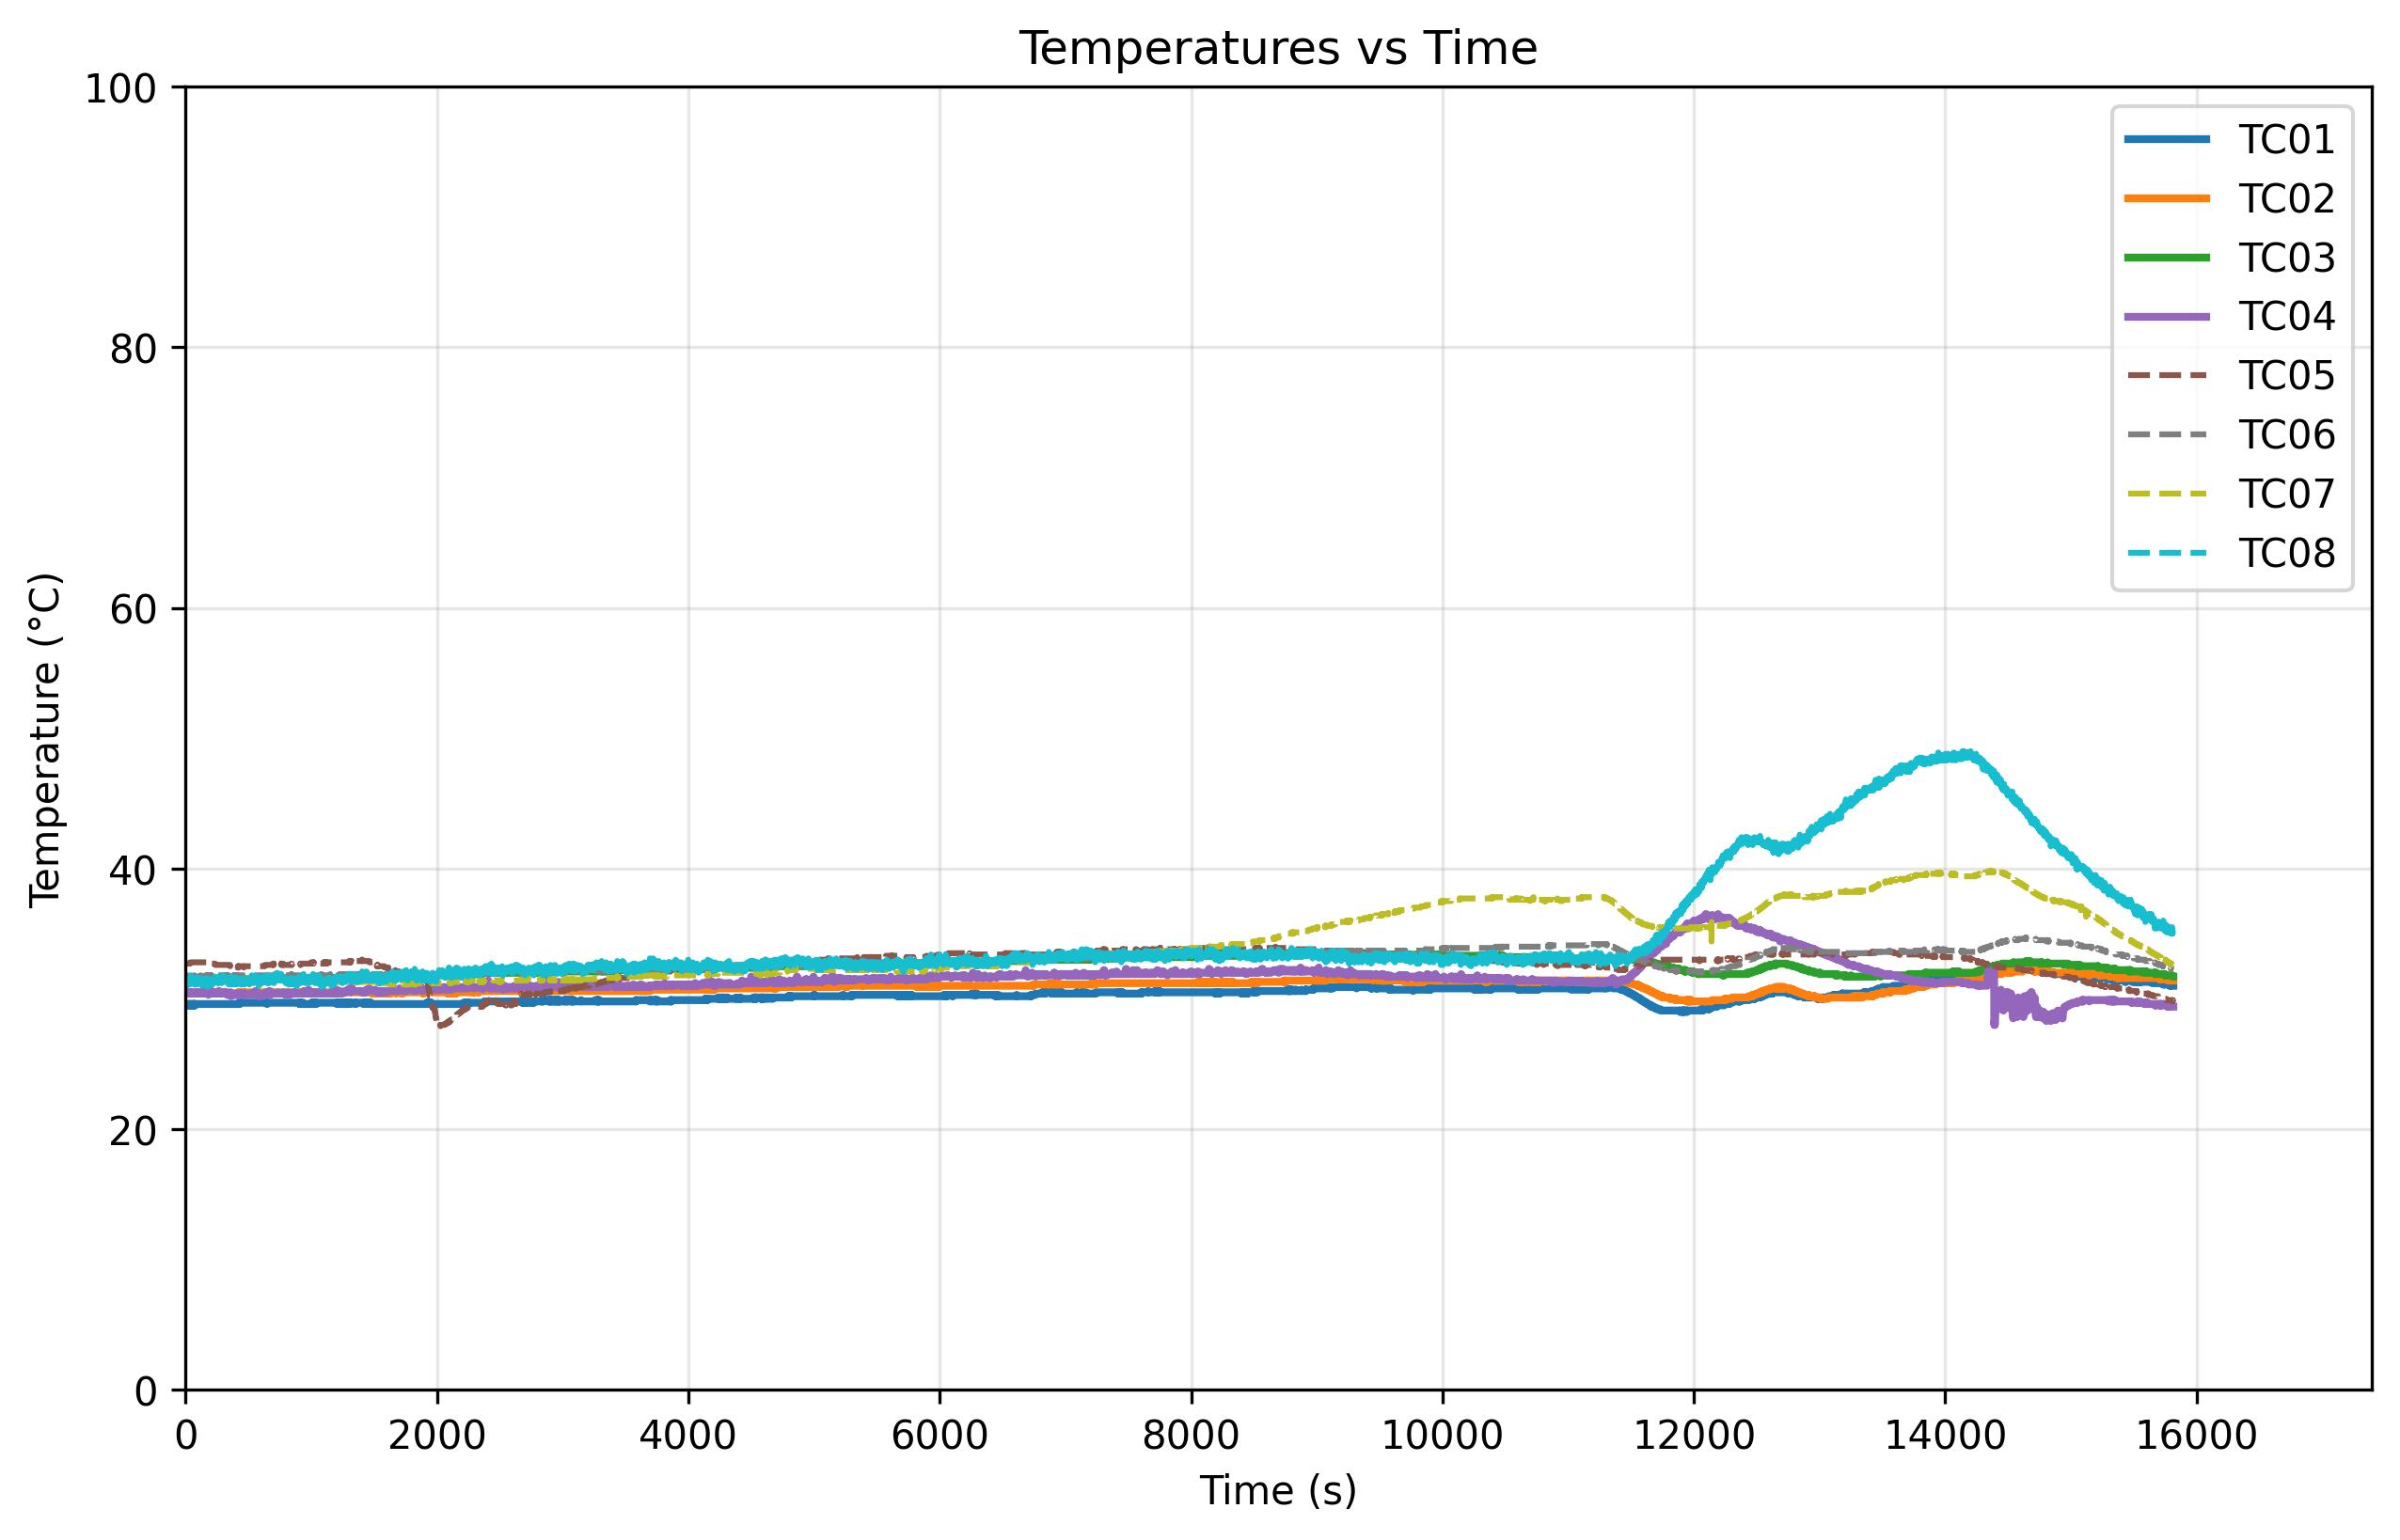 Temperatures vs Time
100
80
60
40
20
0
Temperature (°C)
0 2000 4000 6000 8000 10000 12000 14000 16000
Time (s)
TC01
TC02
TC03
TC04
TC05
TC06
TC07
TC08